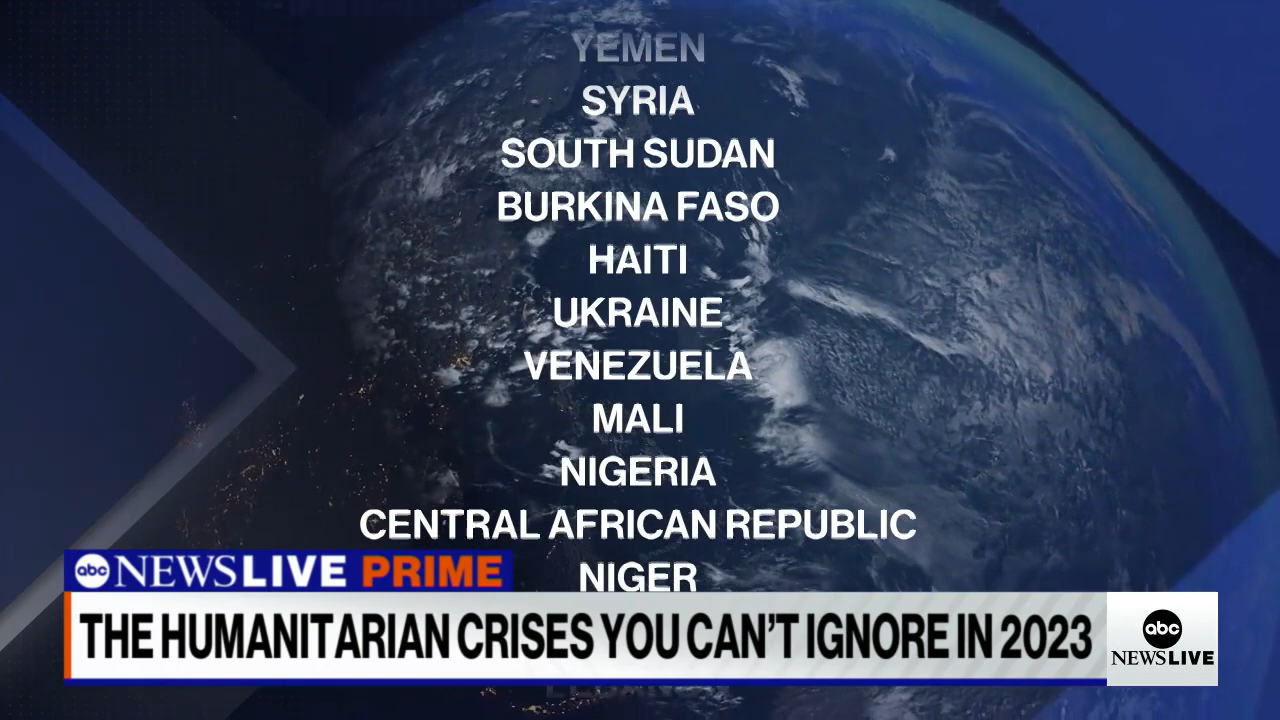 YEMEN
SYRIA
SOUTH SUDAN
BURKINA FASO
HAITI
UKRAINE
VENEZUELA
MALI
NIGERIA
CENTRAL AFRICAN REPUBLIC
NIGER
abc NEWS LIVE PRIME
THE HUMANITARIAN CRISES YOU CAN'T IGNORE IN 2023
abc
NEWS LIVE